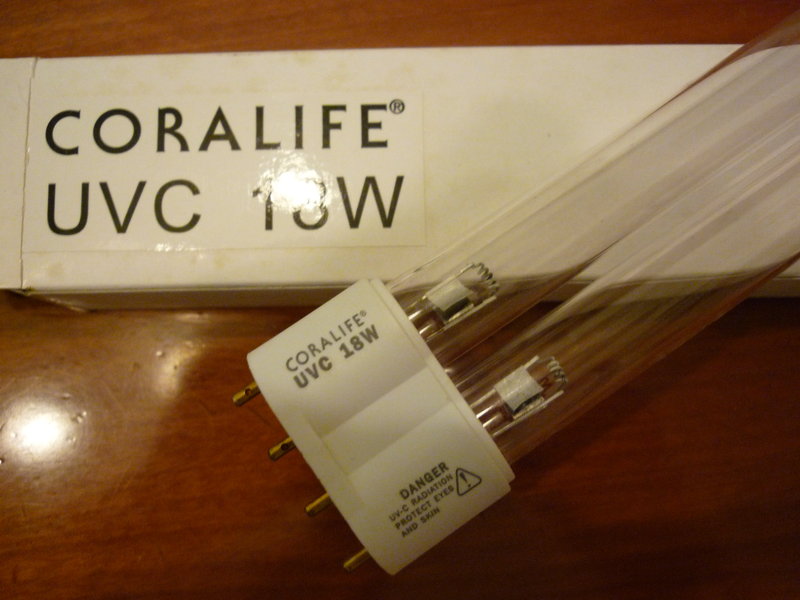 CORALIFE®
UVC 18W
CORALIFE®
UVC 18W
DANGER
UV-C RADIATION
PROTECT EYES
AND SKIN